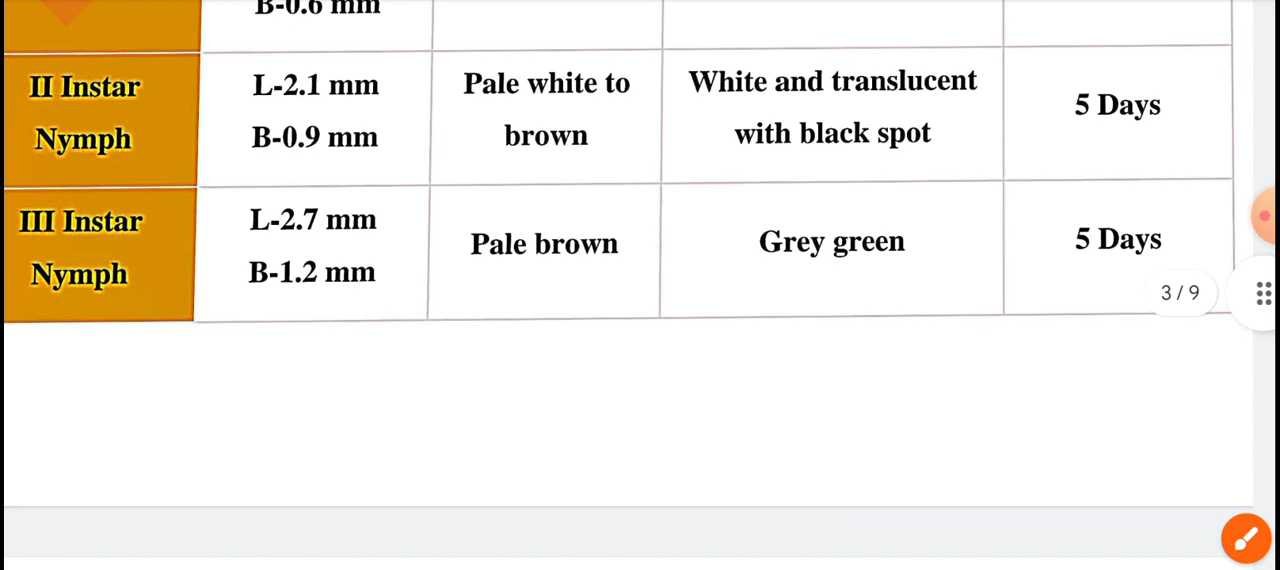 B-0.6 mm
II Instar
Nymph
L-2.1 mm
B-0.9 mm
Pale white to
brown
White and translucent
with black spot
5 Days
III Instar
Nymph
L-2.7 mm
B-1.2 mm
Pale brown
Grey green
5 Days
3 / 9